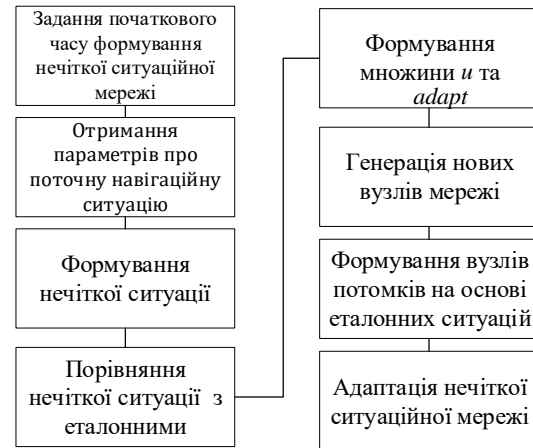 Задання початкового
часу формування
нечіткої ситуаційної
мережі
Отримання
параметрів про
поточну навігаційну
ситуацію
Формування
нечіткої ситуації
Порівняння
нечіткої ситуації з
еталонними
Формування
множини u та
adapt
Генерація нових
вузлів мережі
Формування вузлів
потомків на основі
еталонних ситуацій
Адаптація нечіткої
ситуаційної мережі